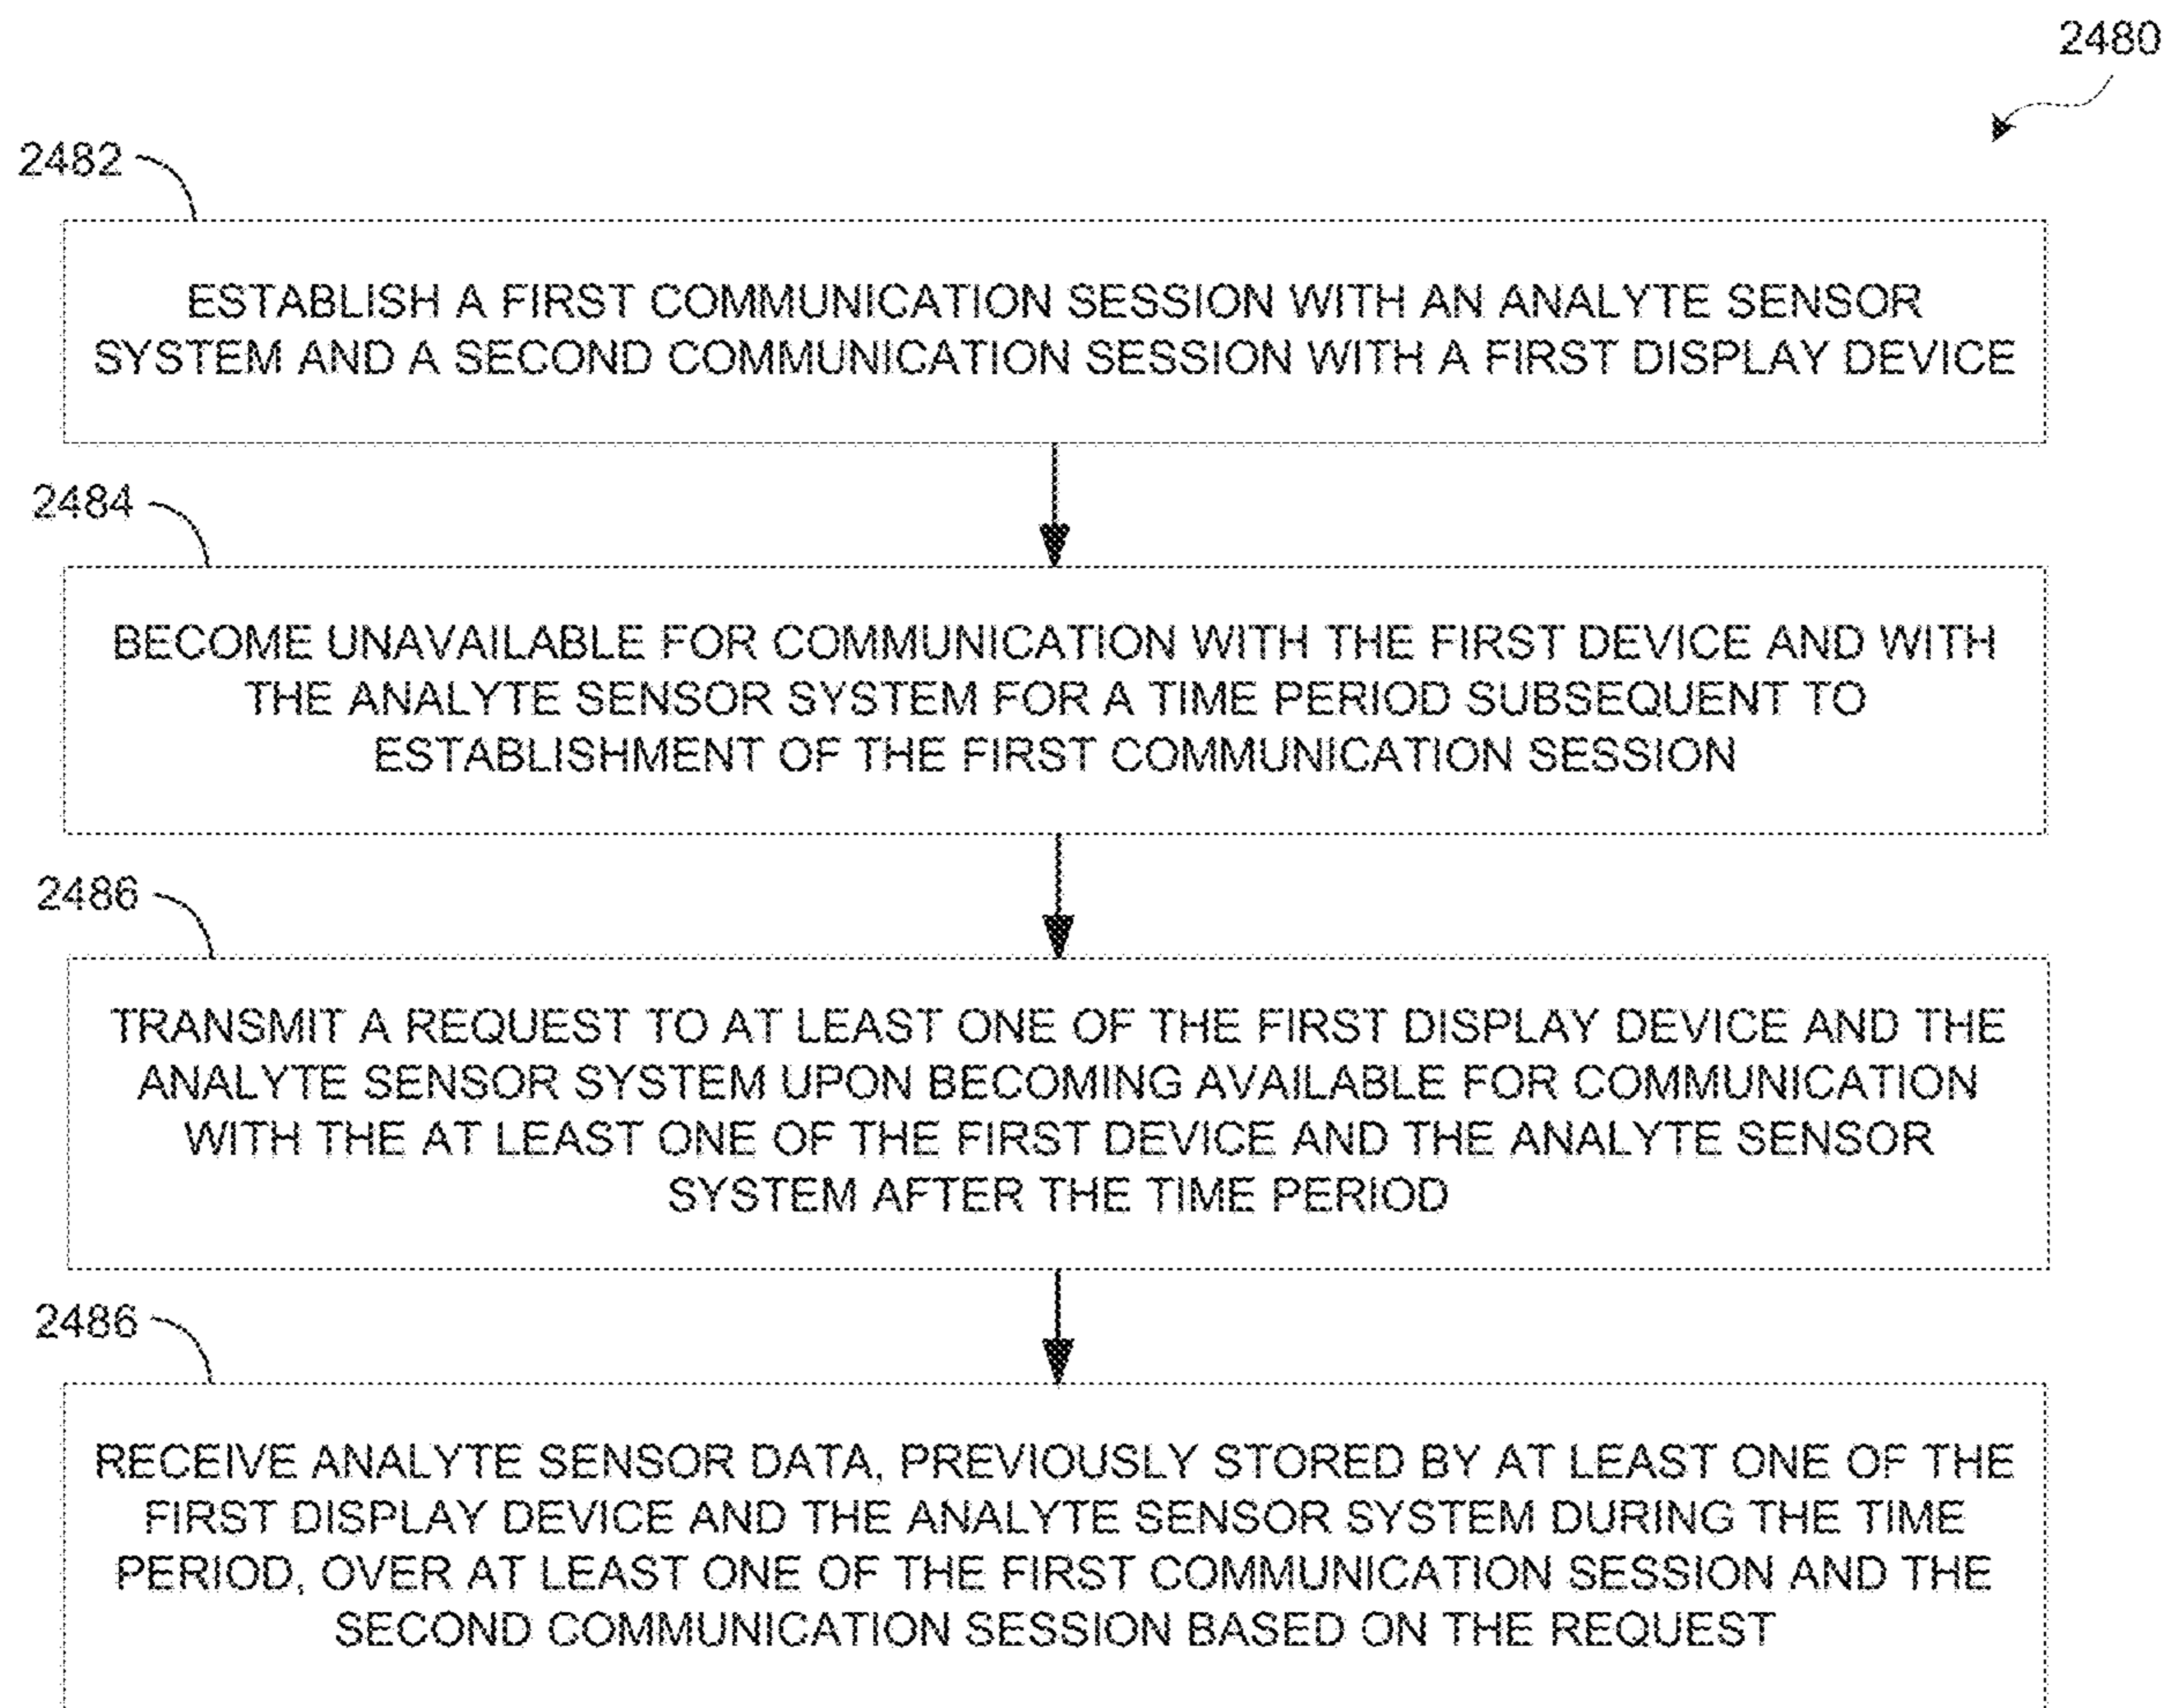 2480
2482
ESTABLISH A FIRST COMMUNICATION SESSION WITH AN ANALYTE SENSOR
SYSTEM AND A SECOND COMMUNICATION SESSION WITH A FIRST DISPLAY DEVICE
2484
BECOME UNAVAILABLE FOR COMMUNICATION WITH THE FIRST DEVICE AND WITH
THE ANALYTE SENSOR SYSTEM FOR A TIME PERIOD SUBSEQUENT TO
ESTABLISHMENT OF THE FIRST COMMUNICATION SESSION
2486
TRANSMIT A REQUEST TO AT LEAST ONE OF THE FIRST DISPLAY DEVICE AND THE
ANALYTE SENSOR SYSTEM UPON BECOMING AVAILABLE FOR COMMUNICATION
WITH THE AT LEAST ONE OF THE FIRST DEVICE AND THE ANALYTE SENSOR
SYSTEM AFTER THE TIME PERIOD
2486
RECEIVE ANALYTE SENSOR DATA, PREVIOUSLY STORED BY AT LEAST ONE OF THE
FIRST DISPLAY DEVICE AND THE ANALYTE SENSOR SYSTEM DURING THE TIME
PERIOD, OVER AT LEAST ONE OF THE FIRST COMMUNICATION SESSION AND THE
SECOND COMMUNICATION SESSION BASED ON THE REQUEST